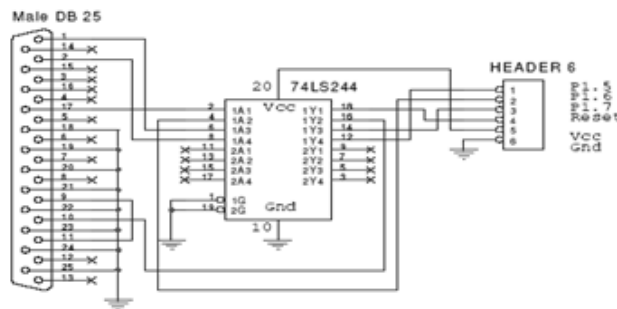 Male DB 25
1
14
2
15
3
16
4
17
5
18
6
19
7
20
8
21
9
22
10
23
11
24
12
25
13
20 74LS244
Vcc
2 1A1 1Y1 18
4 1A2 1Y2 16
6 1A3 1Y3 14
8 1A4 1Y4 12
11 2A1 2Y1 9
13 2A2 2Y2 7
15 2A3 2Y3 5
17 2A4 2Y4 3
1 1G
19 2G
Gnd
10
HEADER 6
1 P1.5
2 P1.6
3 P1.7
4 Reset
5 Vcc
6 Gnd